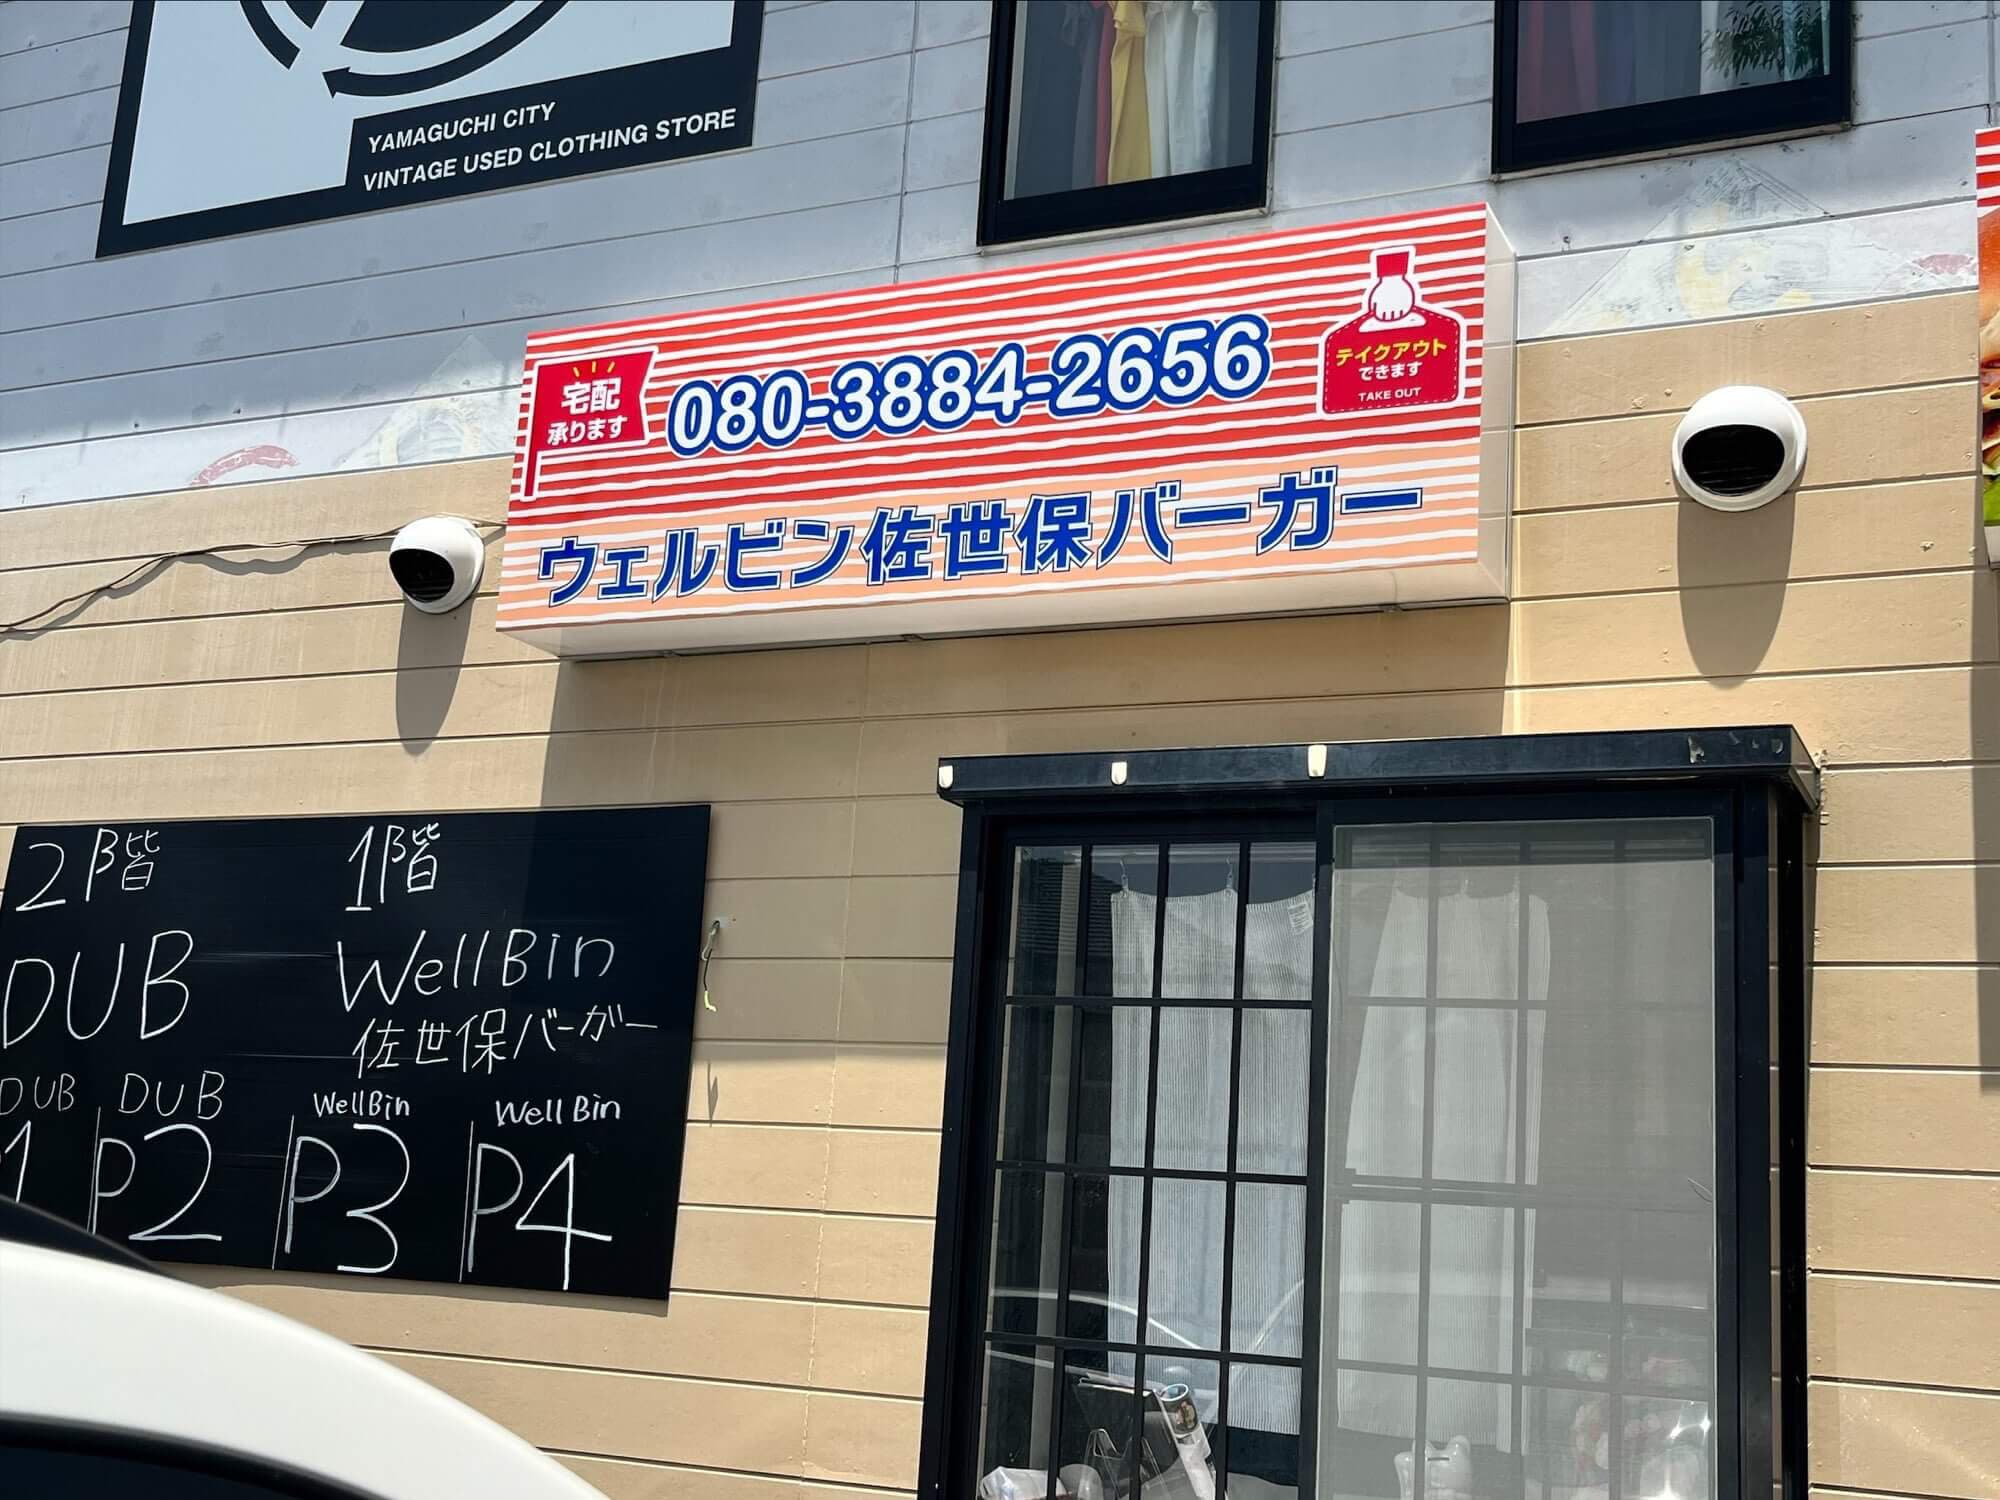 YAMAGUCHI CITY
VINTAGE USED CLOTHING STORE
宅配
承ります
080-3884-2656
テイクアウト
できます
TAKE OUT
ウェルビン佐世保バーガー
2階
1階
DUB
WellBin
佐世保バーガー
DUB
DUB
WellBin
WellBin
1
P2
P3
P4